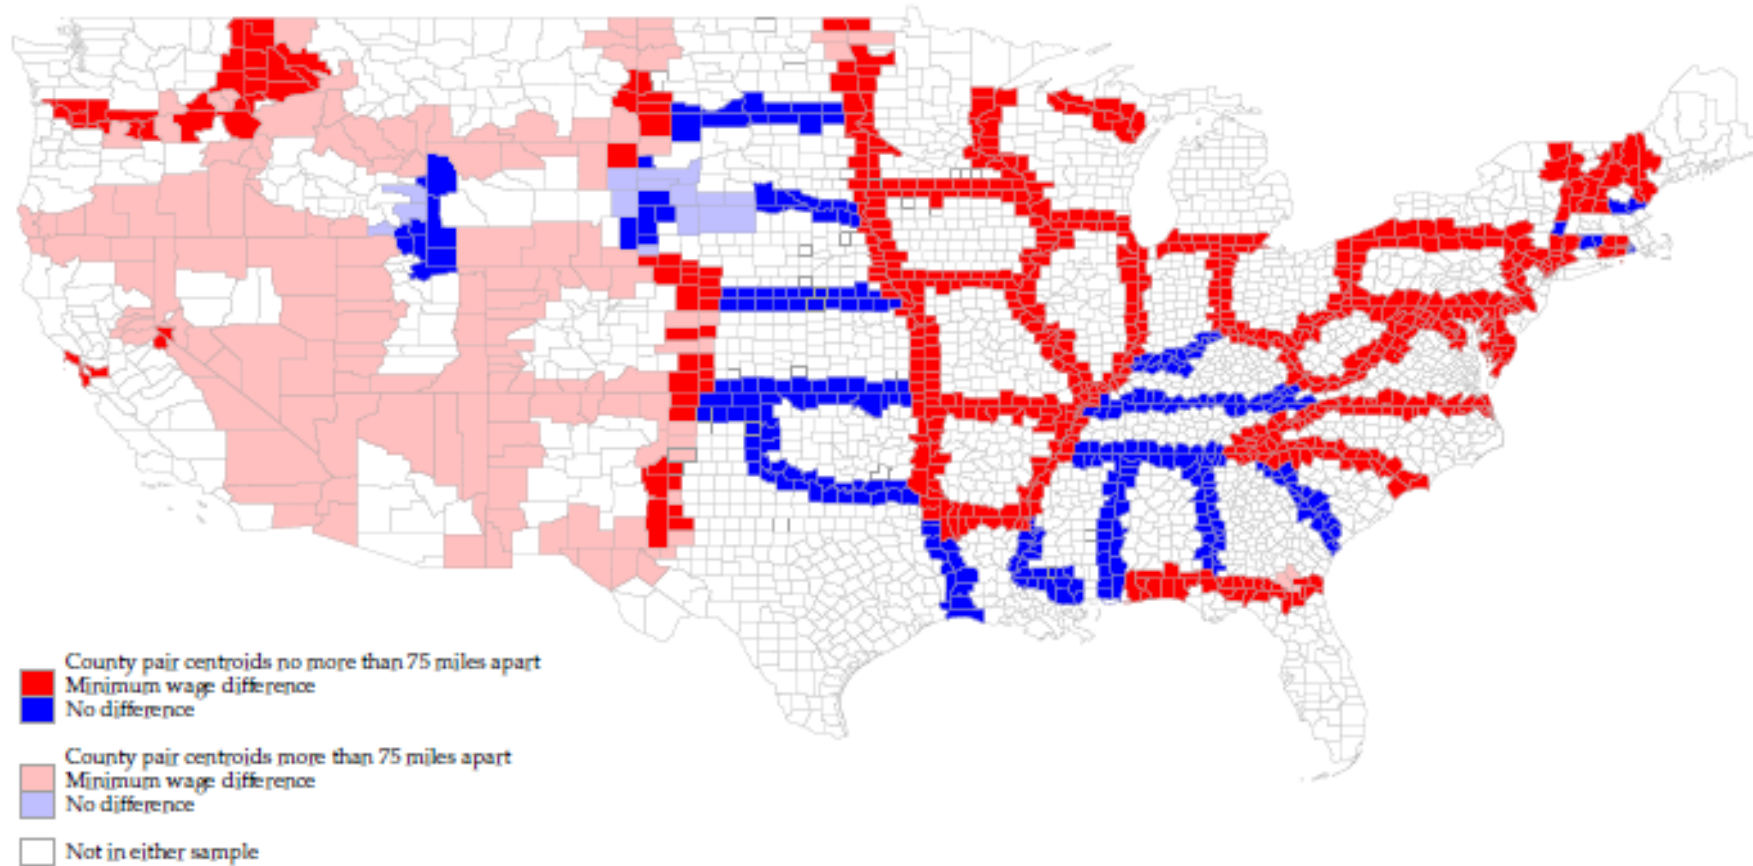 County pair centroids no more than 75 miles apart
Minimum wage difference
No difference
County pair centroids more than 75 miles apart
Minimum wage difference
No difference
Not in either sample